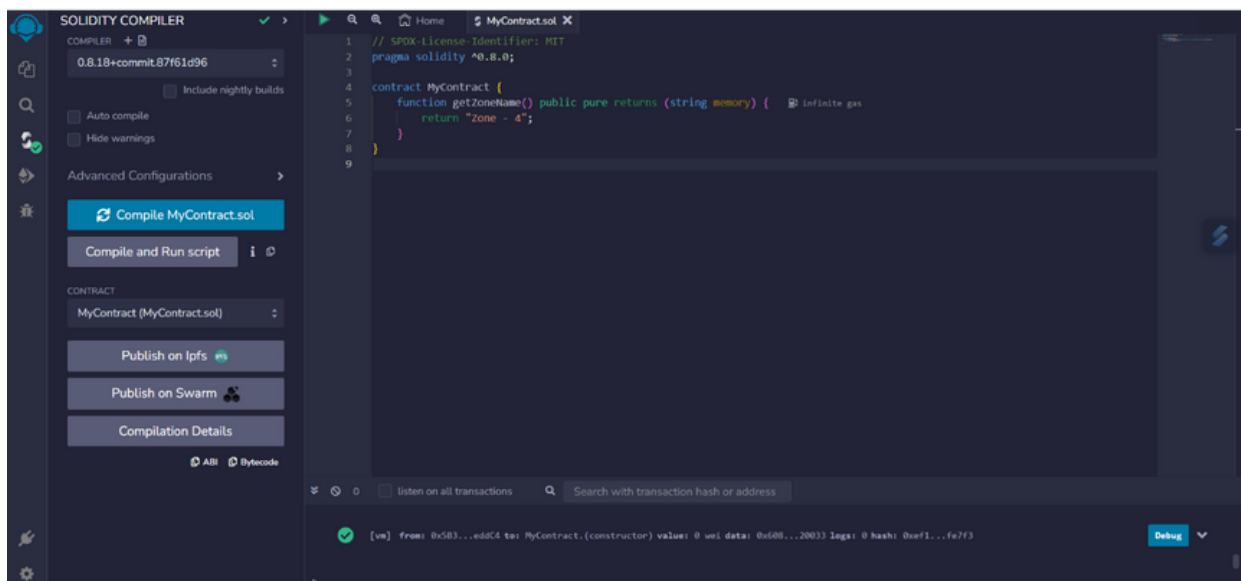 SOLIDITY COMPILER
COMPILER
0.8.18+commit.87f61d96
Include nightly builds
Auto compile
Hide warnings
Advanced Configurations
Compile MyContract.sol
Compile and Run script
CONTRACT
MyContract (MyContract.sol)
Publish on Ipfs
Publish on Swarm
Compilation Details
ABI Bytecode
Home MyContract.sol
1 // SPDX-License-Identifier: MIT
2 pragma solidity ^0.8.0;
3
4 contract MyContract {
5 function getZoneName() public pure returns (string memory) { infinite gas
6 return "Zone - 4";
7 }
8 }
9
0 listen on all transactions Search with transaction hash or address
[vm] from: 0x5B3...eddC4 to: MyContract.(constructor) value: 0 wei data: 0x608...20033 logs: 0 hash: 0xef1...fe7f3
Debug